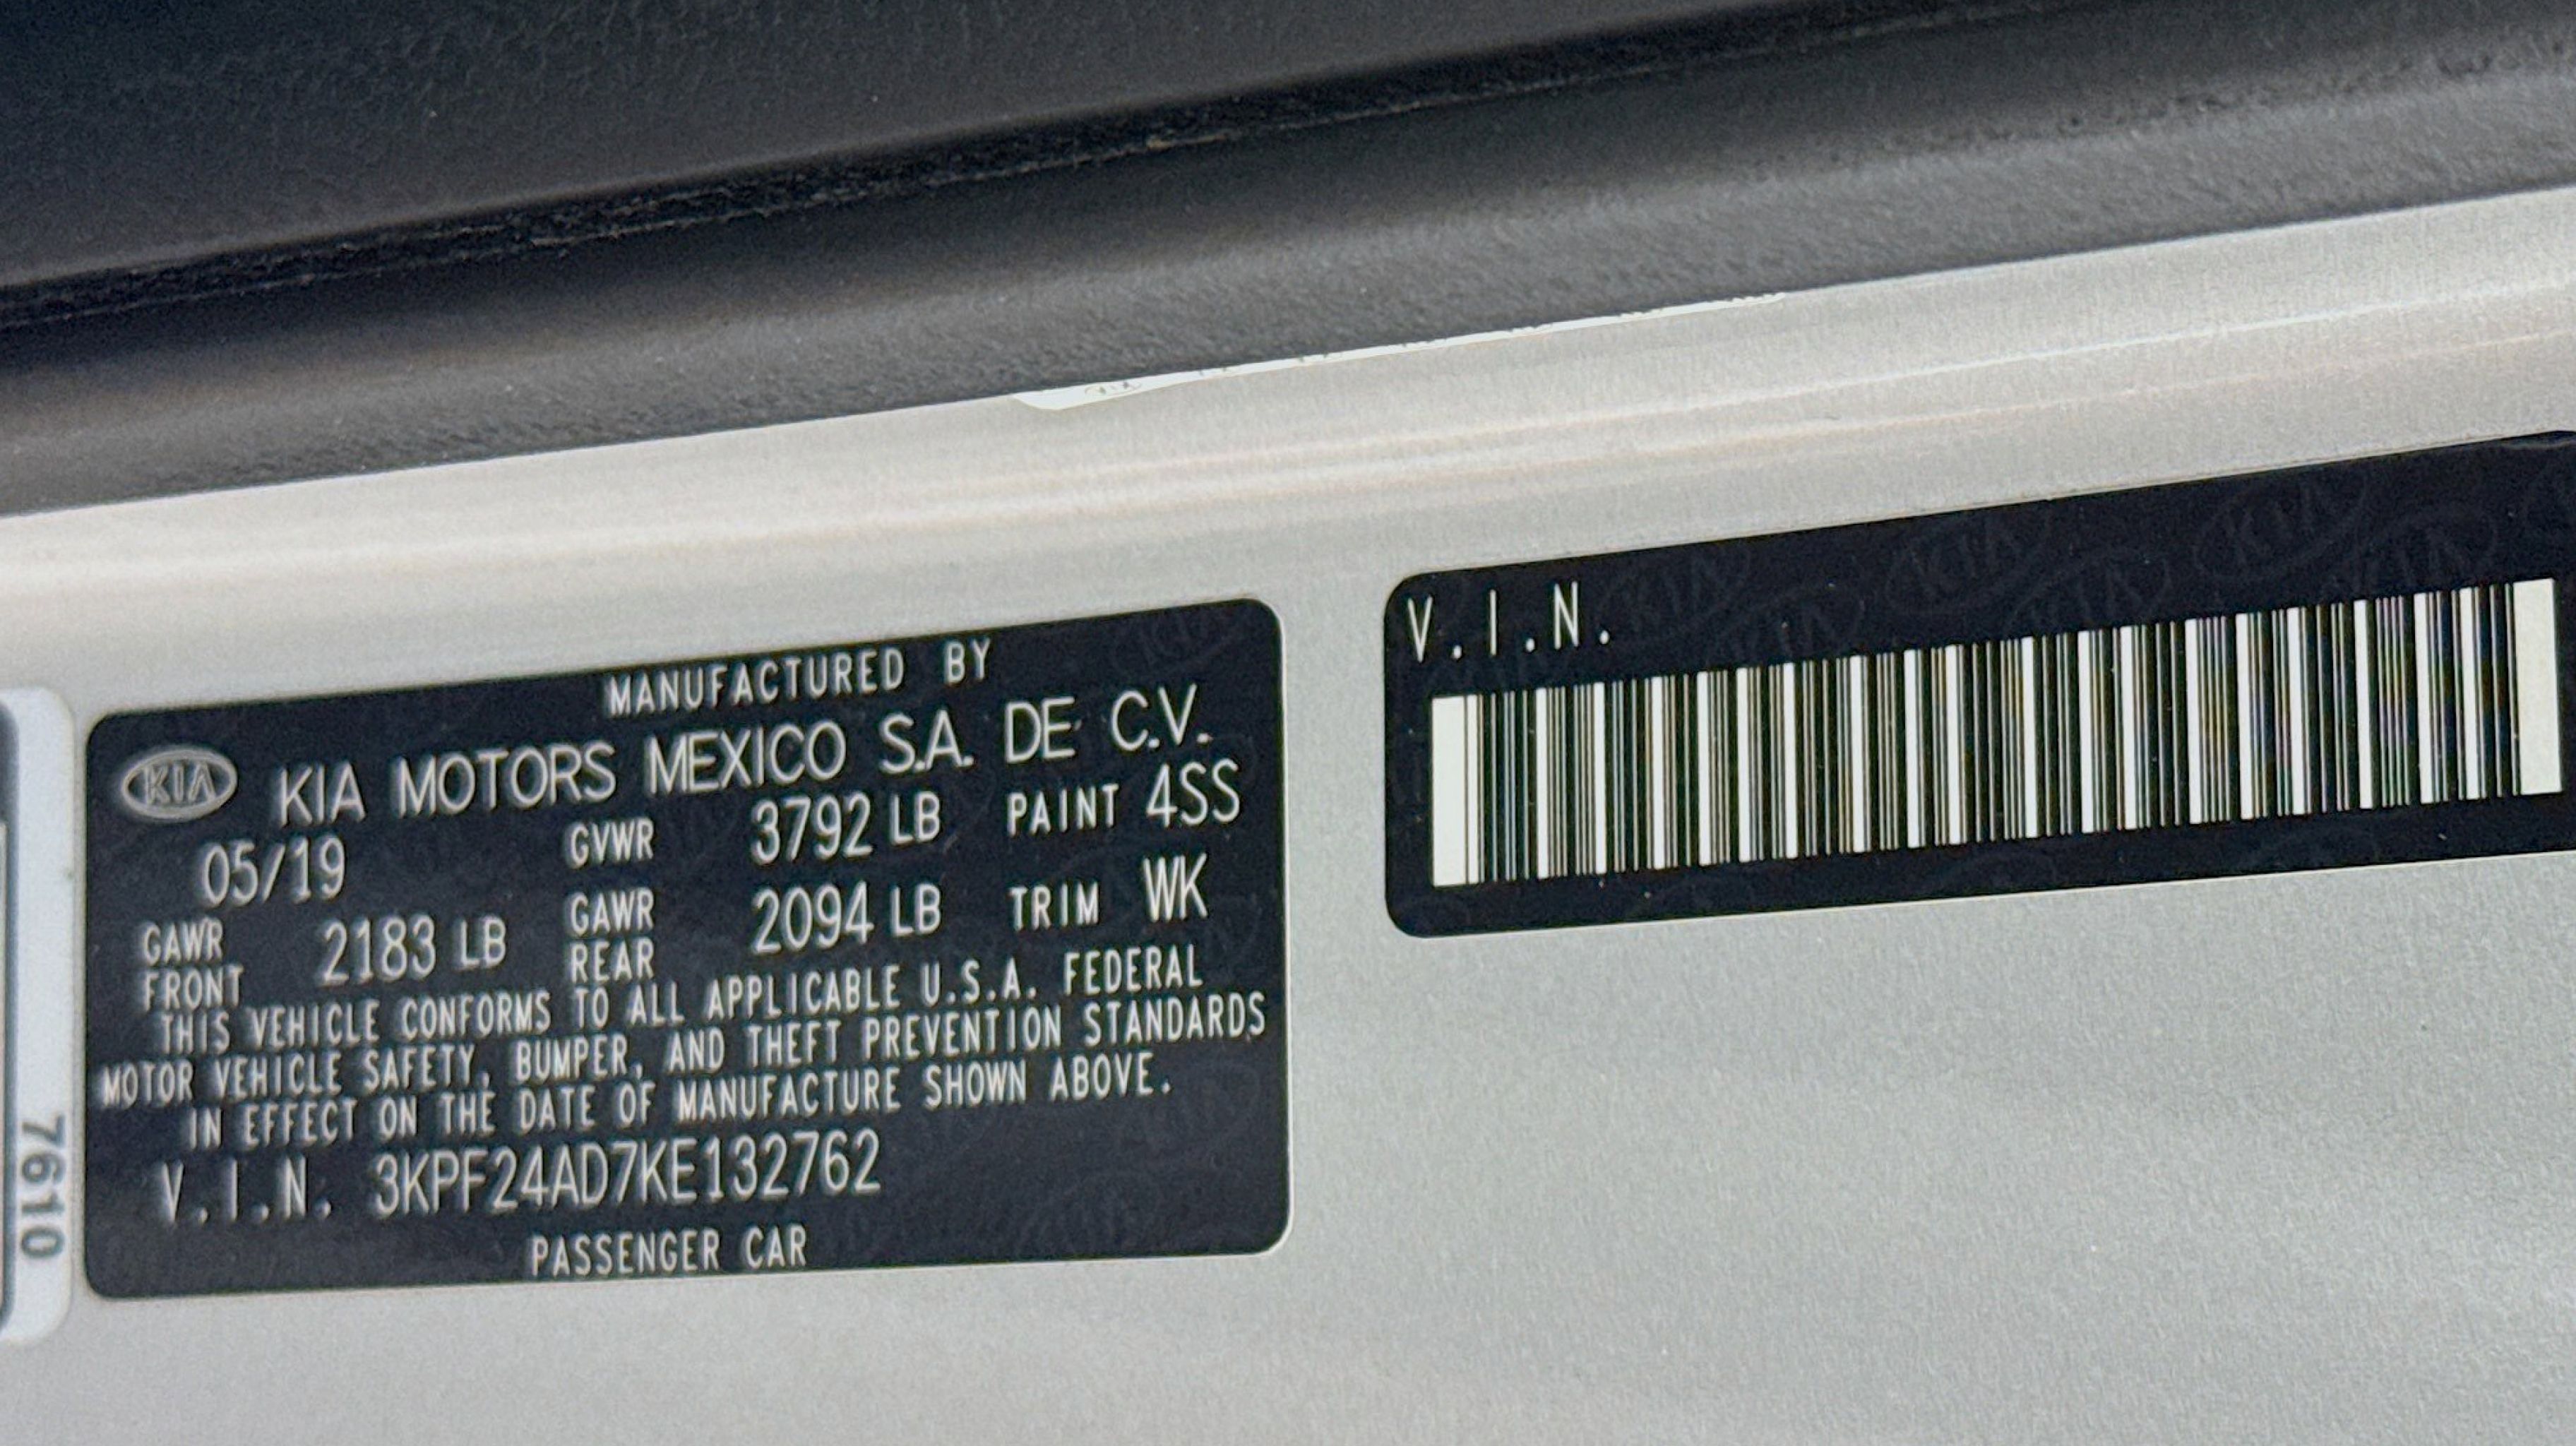 MANUFACTURED BY
KIA KIA MOTORS MEXICO S.A. DE C.V.
05/19 GVWR 3792 LB PAINT 4SS
GAWR FRONT 2183 LB GAWR REAR 2094 LB TRIM WK
THIS VEHICLE CONFORMS TO ALL APPLICABLE U.S.A. FEDERAL
MOTOR VEHICLE SAFETY, BUMPER, AND THEFT PREVENTION STANDARDS
IN EFFECT ON THE DATE OF MANUFACTURE SHOWN ABOVE.
V.I.N. 3KPF24AD7KE132762
PASSENGER CAR
V.I.N.
7610